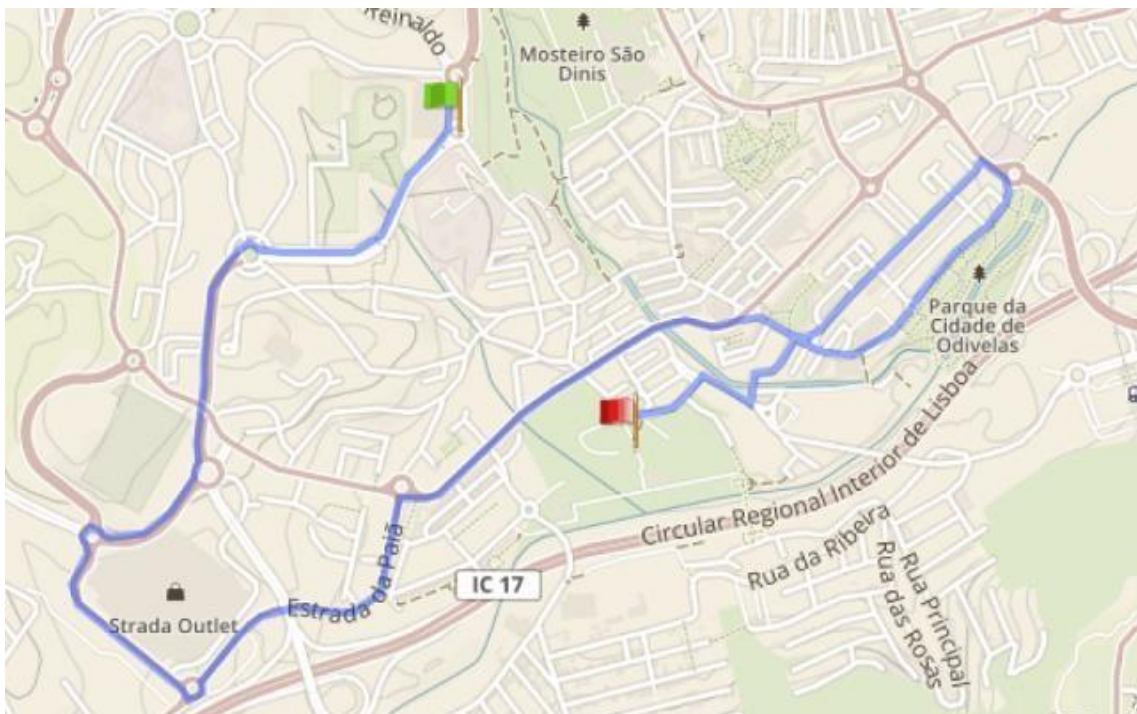 Reinaldo
Mosteiro São
Dinis
Parque da
Cidade de
Odivelas
Circular Regional Interior de Lisboa
Estrada da Paiã
IC 17
Strada Outlet
Rua da Ribeira
Rua Principal
Rua das Rosas